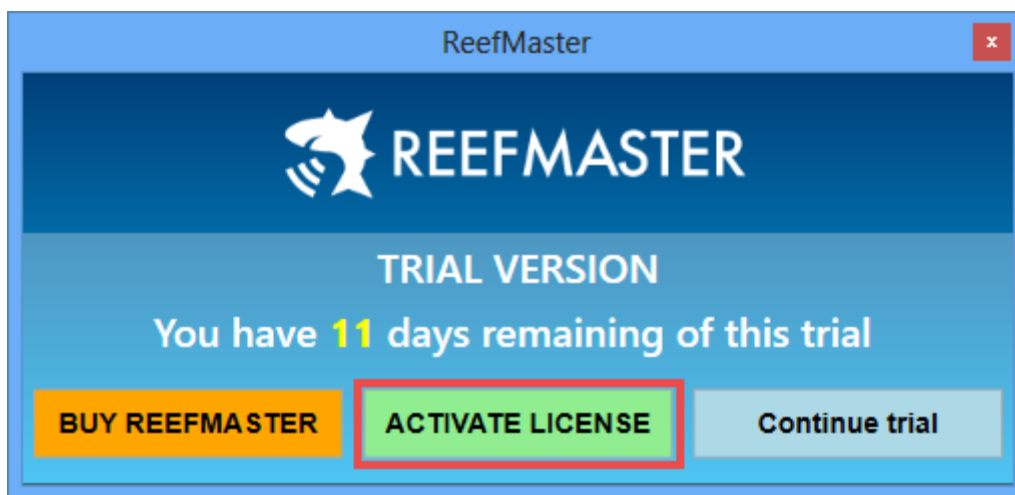 ReefMaster
x
REEFMASTER
TRIAL VERSION
You have 11 days remaining of this trial
BUY REEFMASTER ACTIVATE LICENSE Continue trial